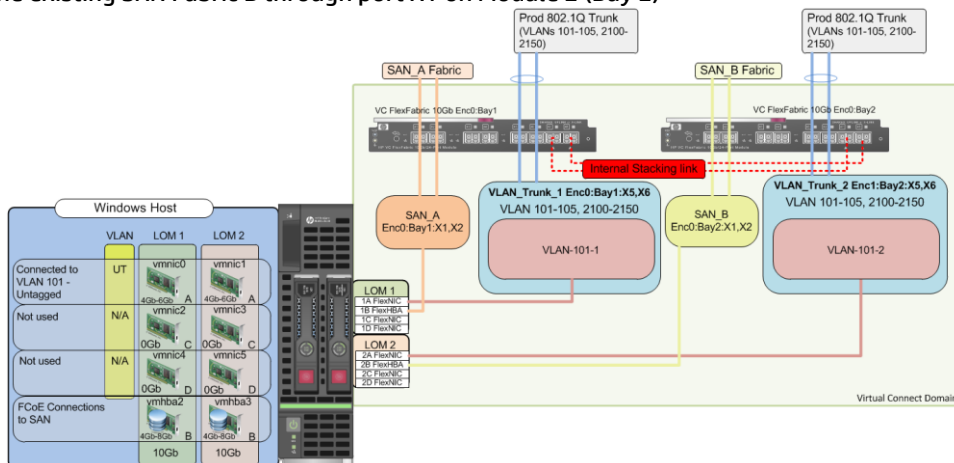 the existing SAN Fabric B through port X1 on Module 2 (Bay 2)
Prod 802.1Q Trunk
(VLANs 101-105, 2100-
2150)
Prod 802.1Q Trunk
(VLANs 101-105, 2100-
2150)
SAN_A Fabric
SAN_B Fabric
VC FlexFabric 10Gb Enc0:Bay1
VC FlexFabric 10Gb Enc0:Bay2
Internal Stacking link
SAN_A
Enc0:Bay1:X1,X2
VLAN_Trunk_1 Enc0:Bay1:X5,X6
VLAN 101-105, 2100-2150
VLAN-101-1
SAN_B
Enc0:Bay2:X1,X2
VLAN_Trunk_2 Enc1:Bay2:X5,X6
VLAN 101-105, 2100-2150
VLAN-101-2
Windows Host
VLAN
LOM 1
LOM 2
Connected to
VLAN 101 -
Untagged
UT
vmnic0
4Gb-6Gb A
vmnic1
4Gb-6Gb A
Not used
N/A
vmnic2
0Gb C
vmnic3
0Gb C
Not used
N/A
vmnic4
0Gb D
vmnic5
0Gb D
FCoE Connections
to SAN
vmhba2
4Gb-8Gb B
vmhba3
4Gb-8Gb B
10Gb
10Gb
LOM 1
1A FlexNIC
1B FlexHBA
1C FlexNIC
1D FlexNIC
LOM 2
2A FlexNIC
2B FlexHBA
2C FlexNIC
2D FlexNIC
Virtual Connect Domain